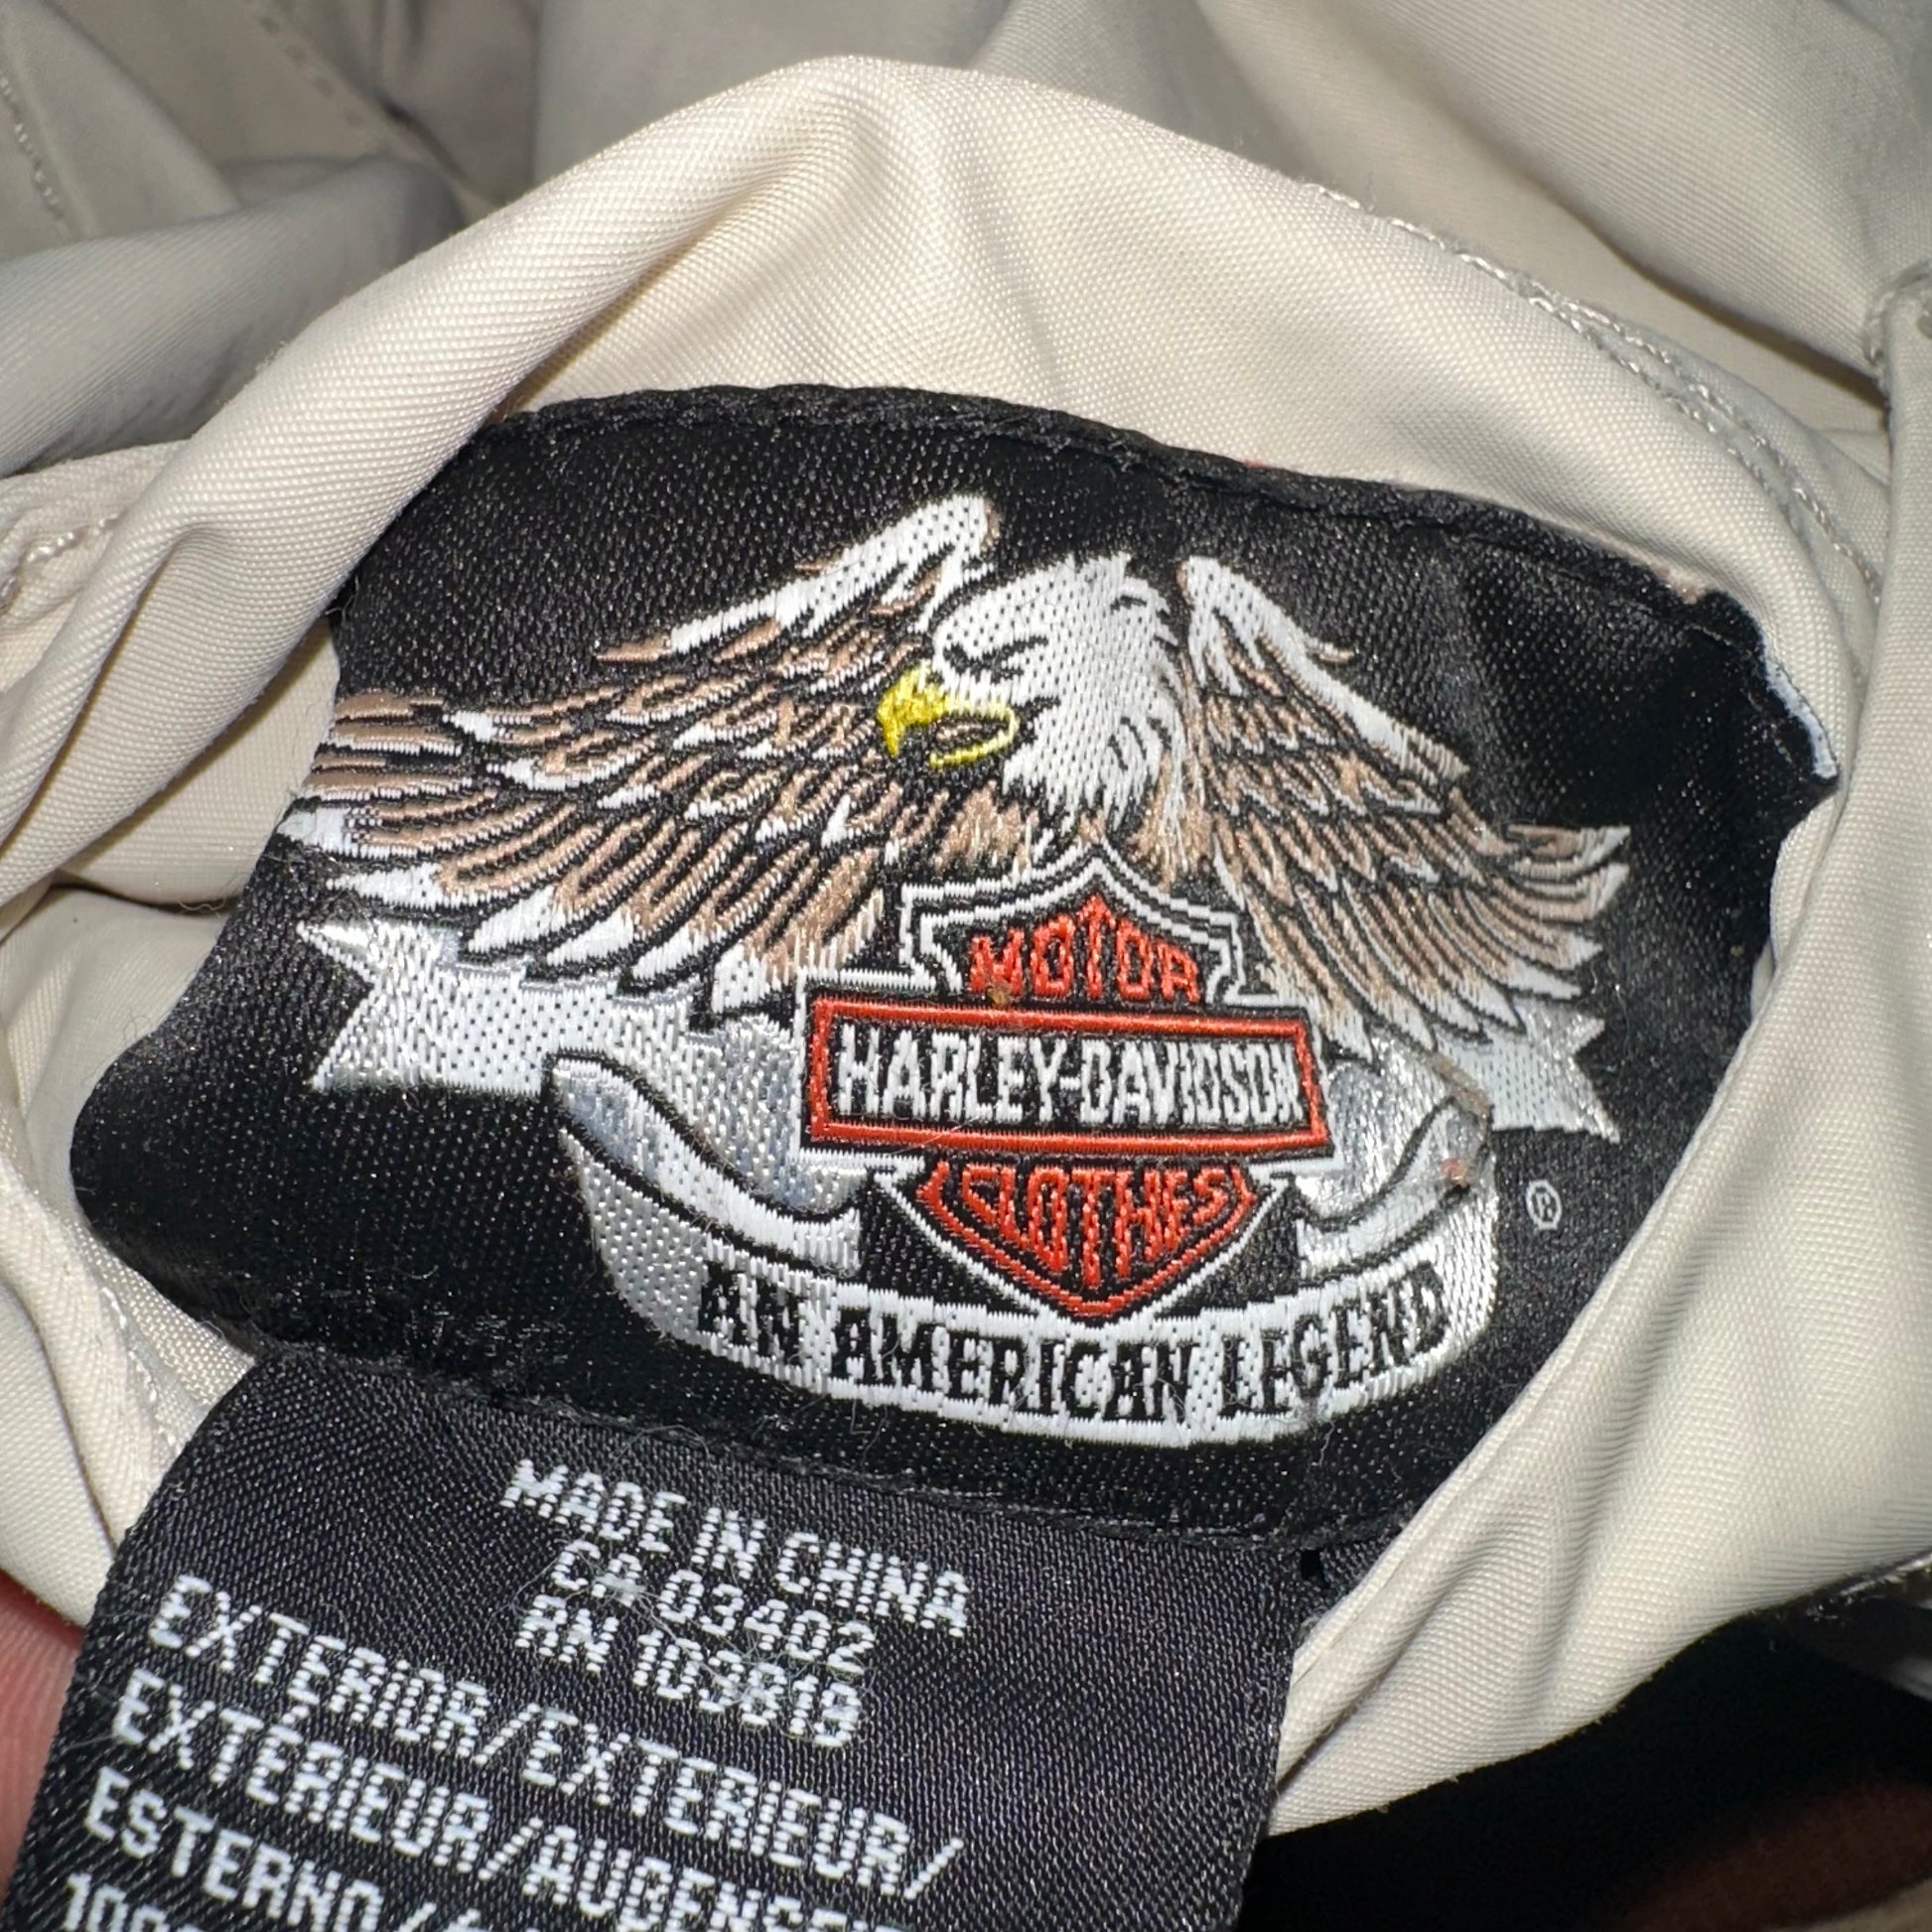 MOTOR
HARLEY-DAVIDSON
CLOTHES
®
AN AMERICAN LEGEND
MADE IN CHINA
CA 03402
RN 103819
EXTERIOR/EXTERIEUR/
EXTERIEUR/AUßENSEITE
ESTERNO/